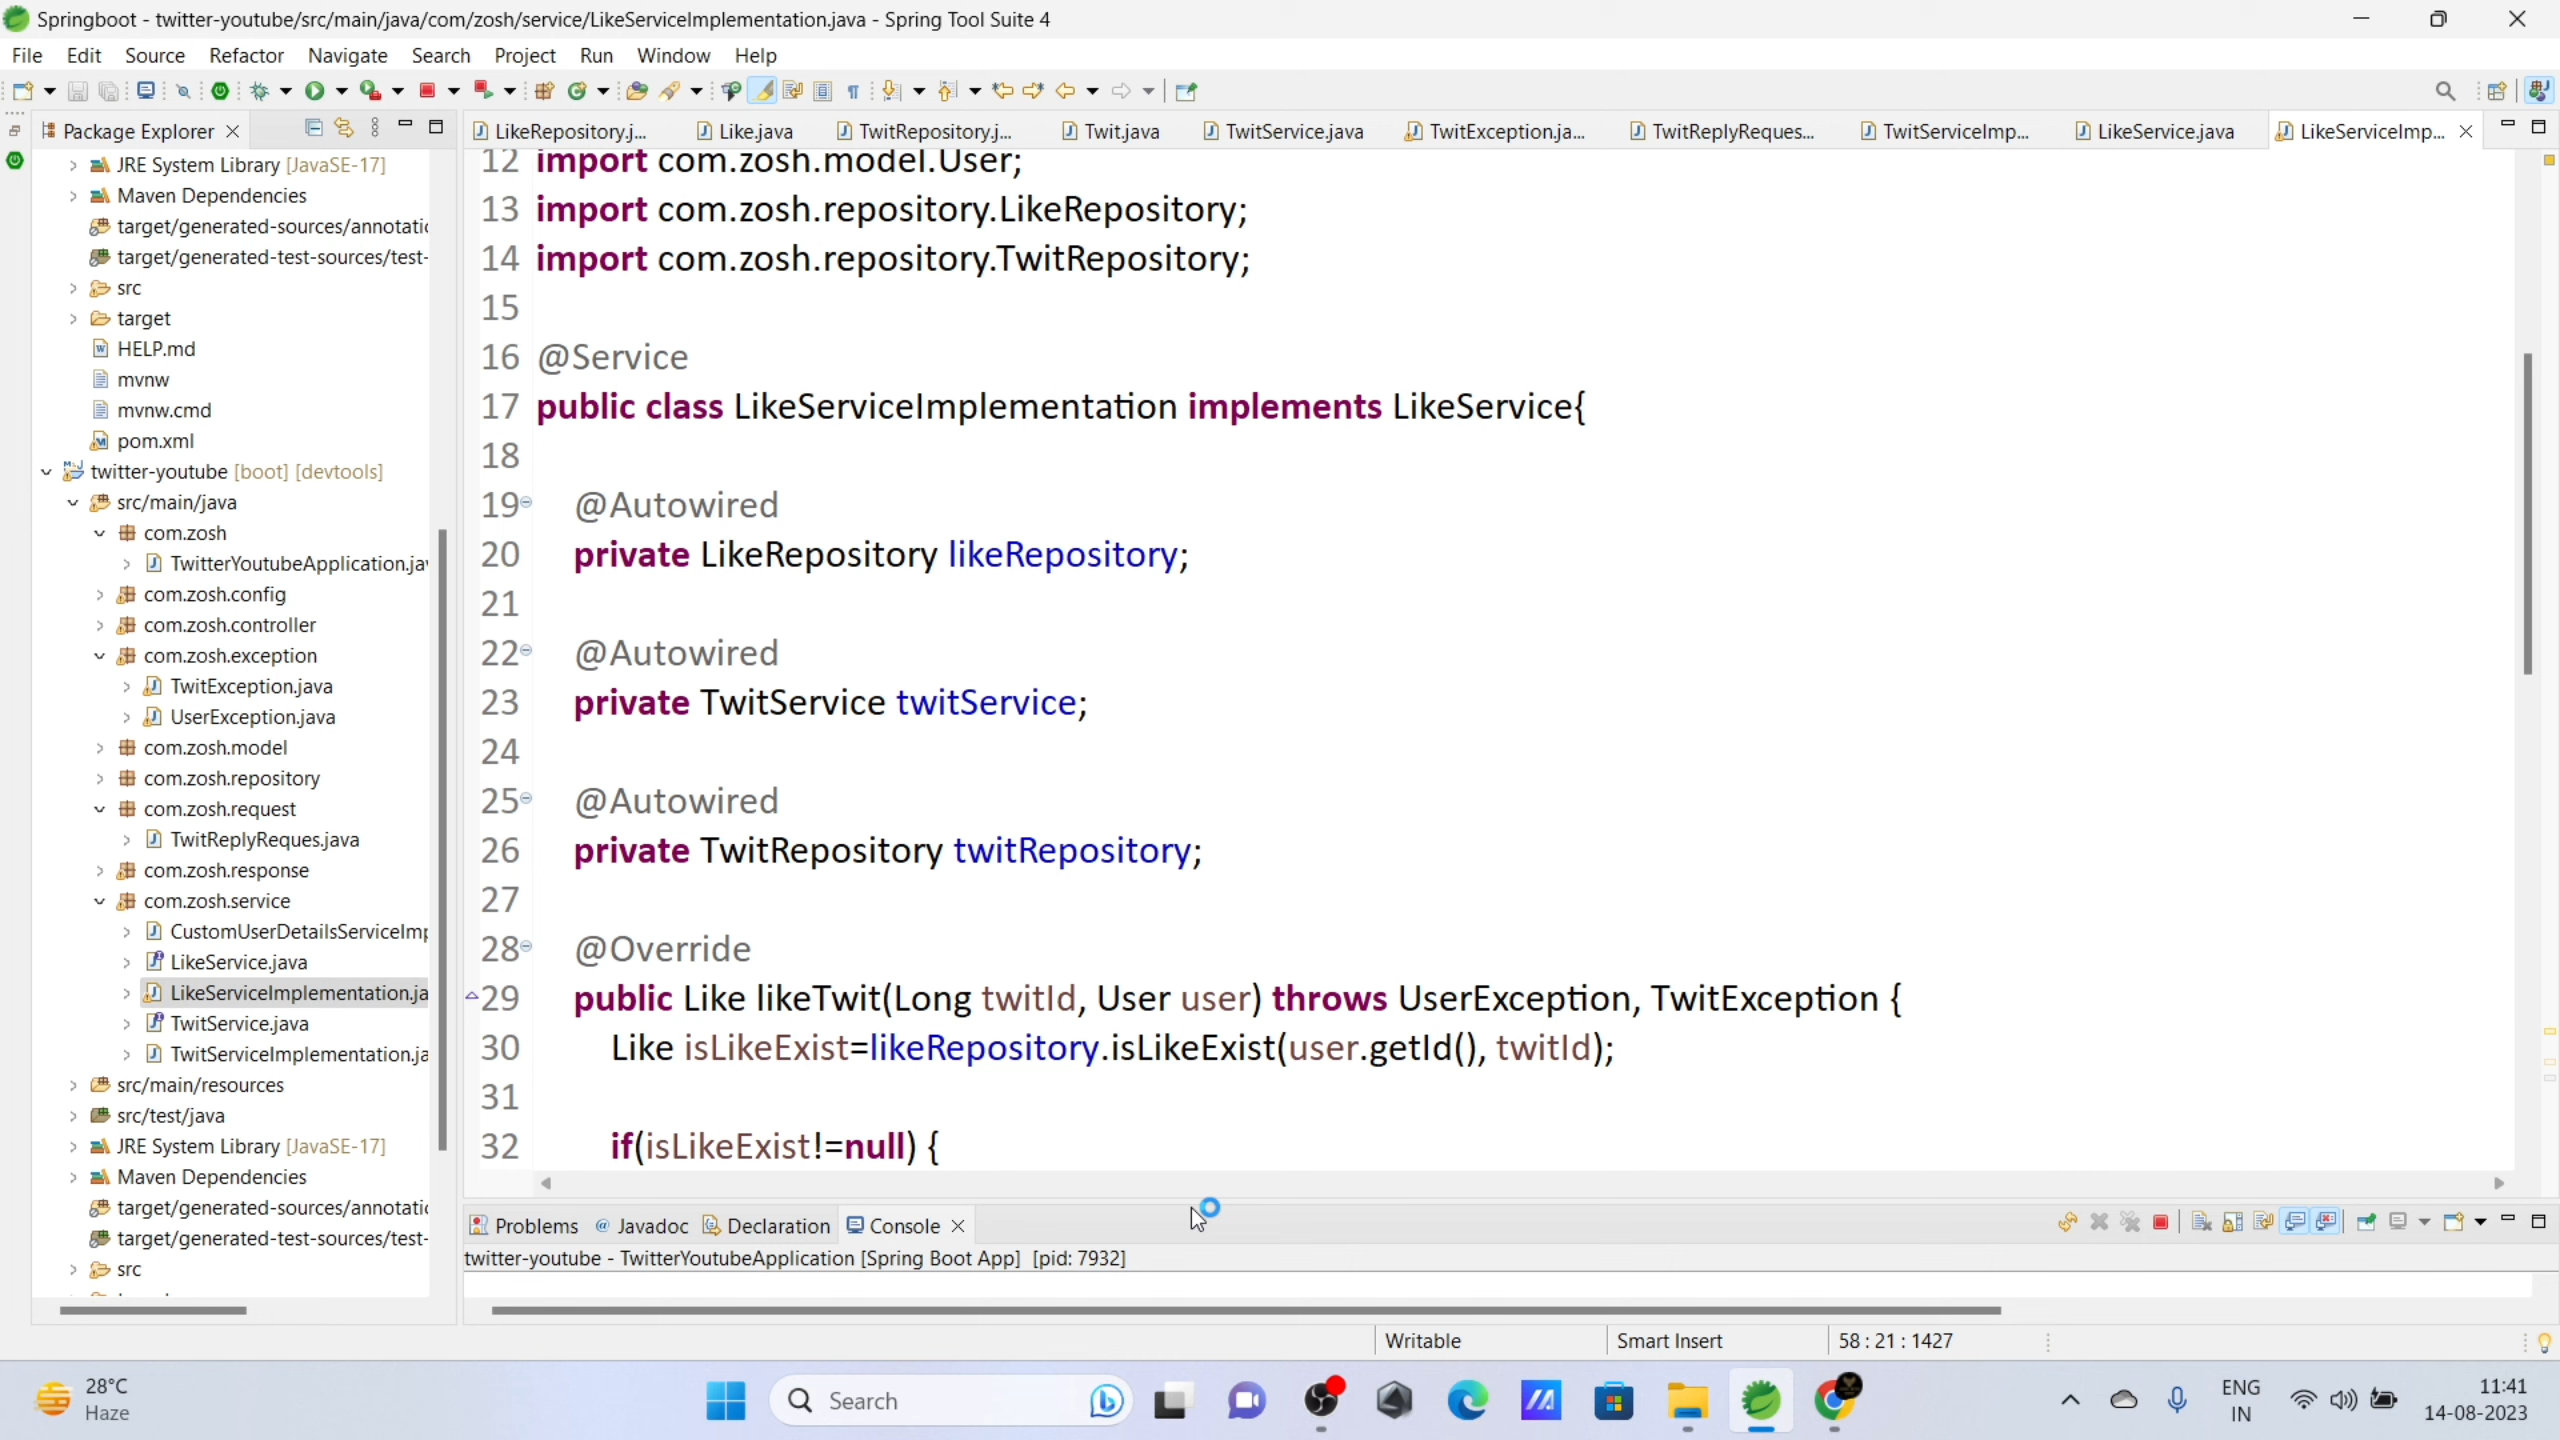 Springboot - twitter-youtube/src/main/java/com/zosh/service/LikeServiceImplementation.java - Spring Tool Suite 4
File Edit Source Refactor Navigate Search Project Run Window Help
Package Explorer
LikeRepository.j... Like.java TwitRepository.j... Twit.java TwitService.java TwitException.ja... TwitReplyReques... TwitServiceImp... LikeService.java LikeServiceImp...
JRE System Library [JavaSE-17]
Maven Dependencies
target/generated-sources/annotatic
target/generated-test-sources/test-
src
target
HELP.md
mvnw
mvnw.cmd
pom.xml
twitter-youtube [boot] [devtools]
src/main/java
com.zosh
TwitterYoutubeApplication.jav
com.zosh.config
com.zosh.controller
com.zosh.exception
TwitException.java
UserException.java
com.zosh.model
com.zosh.repository
com.zosh.request
TwitReplyReques.java
com.zosh.response
com.zosh.service
CustomUserDetailsServiceImp
LikeService.java
LikeServiceImplementation.ja
TwitService.java
TwitServiceImplementation.ja
src/main/resources
src/test/java
JRE System Library [JavaSE-17]
Maven Dependencies
target/generated-sources/annotatic
target/generated-test-sources/test-
src
12 import com.zosh.model.User;
13 import com.zosh.repository.LikeRepository;
14 import com.zosh.repository.TwitRepository;
15
16 @Service
17 public class LikeServiceImplementation implements LikeService{
18
19 @Autowired
20 private LikeRepository likeRepository;
21
22 @Autowired
23 private TwitService twitService;
24
25 @Autowired
26 private TwitRepository twitRepository;
27
28 @Override
29 public Like likeTwit(Long twitId, User user) throws UserException, TwitException {
30 Like isLikeExist=likeRepository.isLikeExist(user.getId(), twitId);
31
32 if(isLikeExist!=null) {
Problems Javadoc Declaration Console
twitter-youtube - TwitterYoutubeApplication [Spring Boot App] [pid: 7932]
Writable Smart Insert 58 : 21 : 1427
28°C
Haze
Search
ENG
IN
11:41
14-08-2023